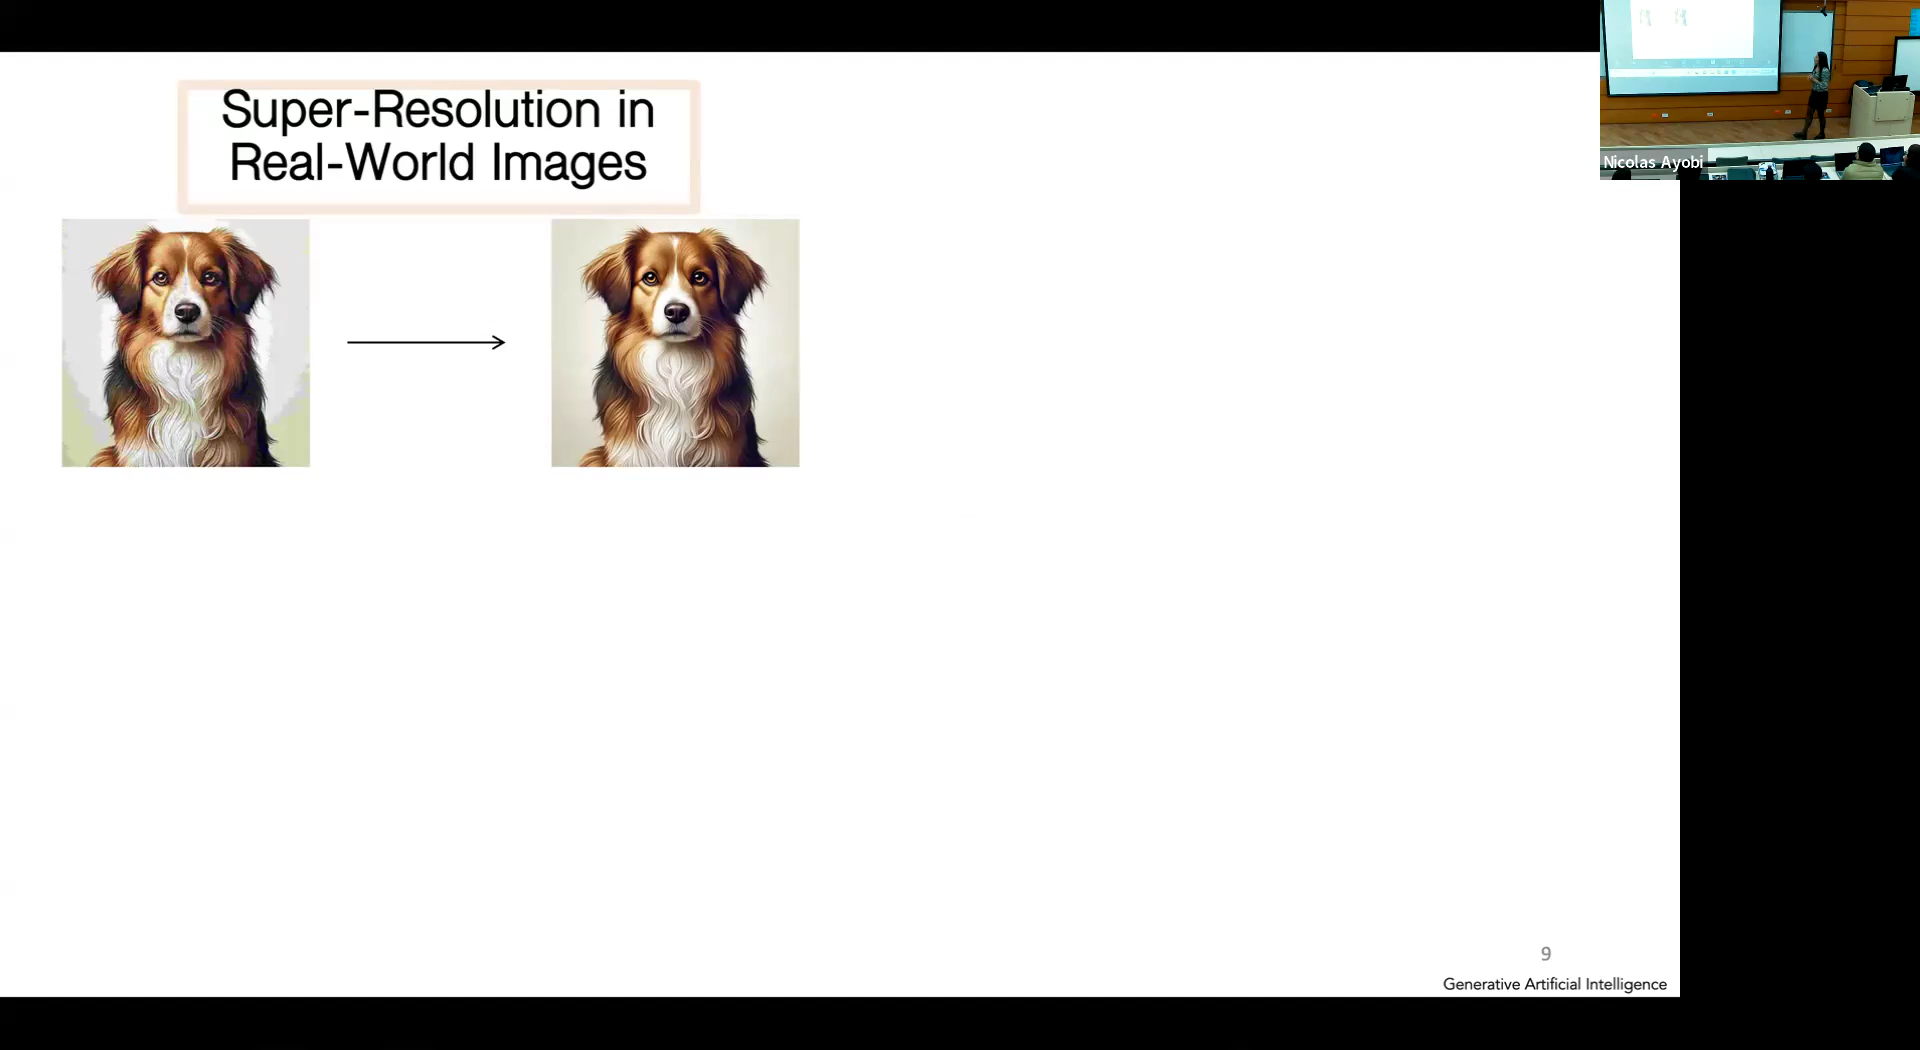 Super-Resolution in
Real-World Images
Nicolas Ayobi
9
Generative Artificial Intelligence